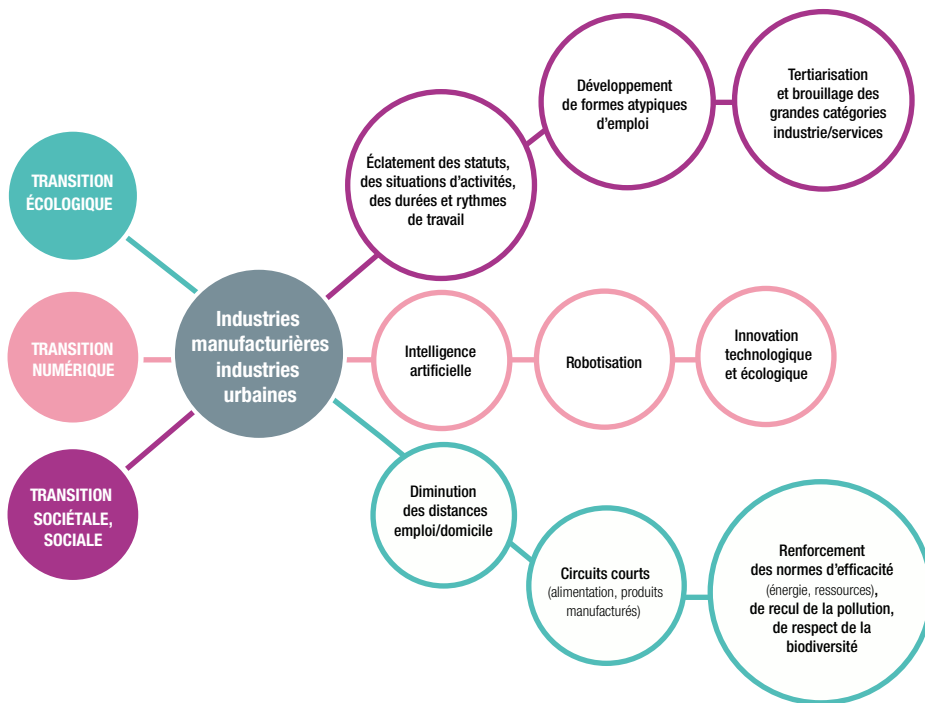 TRANSITION
ÉCOLOGIQUE
TRANSITION
NUMÉRIQUE
TRANSITION
SOCIÉTALE,
SOCIALE
Industries
manufacturières
industries
urbaines
Éclatement des statuts,
des situations d'activités,
des durées et rythmes
de travail
Développement
de formes atypiques
d'emploi
Tertiarisation
et brouillage des
grandes catégories
industrie/services
Intelligence
artificielle
Robotisation
Innovation
technologique
et écologique
Diminution
des distances
emploi/domicile
Circuits courts
(alimentation, produits
manufacturés)
Renforcement
des normes d'efficacité
(énergie, ressources),
de recul de la pollution,
de respect de la
biodiversité